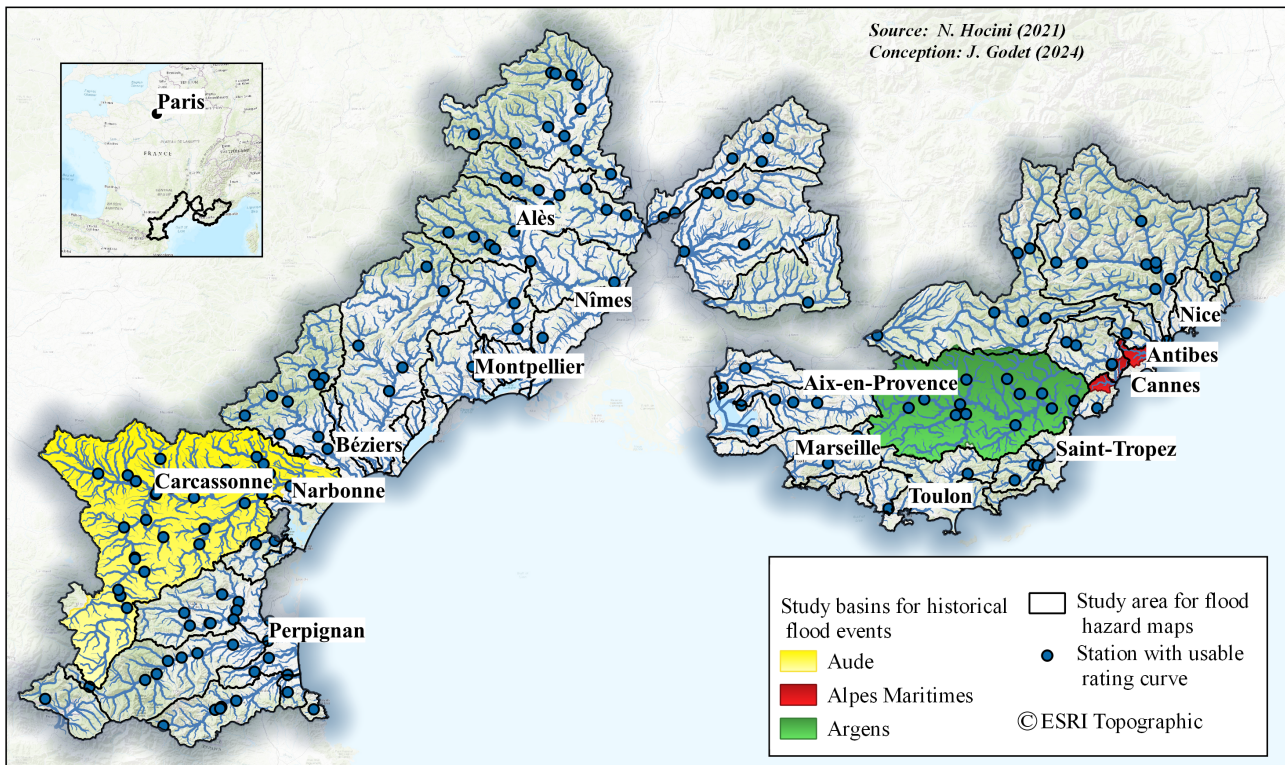 Source: N. Hocini (2021)
Conception: J. Godet (2024)
Paris
FRANCE
Alès
Nîmes
Montpellier
Béziers
Carcassonne
Narbonne
Perpignan
Nice
Antibes
Cannes
Aix-en-Provence
Marseille
Saint-Tropez
Toulon
Study basins for historical
flood events
Aude
Alpes Maritimes
Argens
Study area for flood
hazard maps
Station with usable
rating curve
©ESRI Topographic